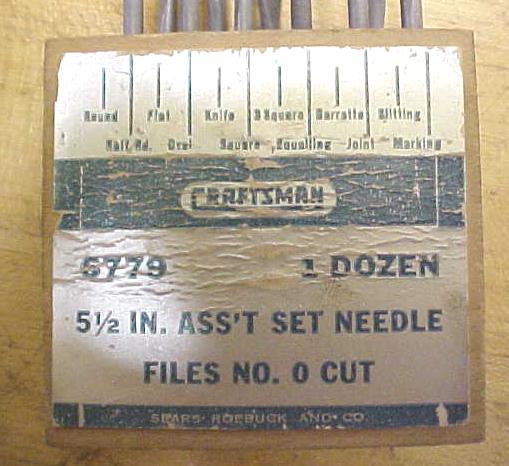 Round Flat Knife 3 Square Barrette Slitting
Half Rd. Oval Square Equalling Joint Marking
CRAFTSMAN
5779 1 DOZEN
5½ IN. ASS'T SET NEEDLE
FILES NO. 0 CUT
SEARS ROEBUCK AND CO.